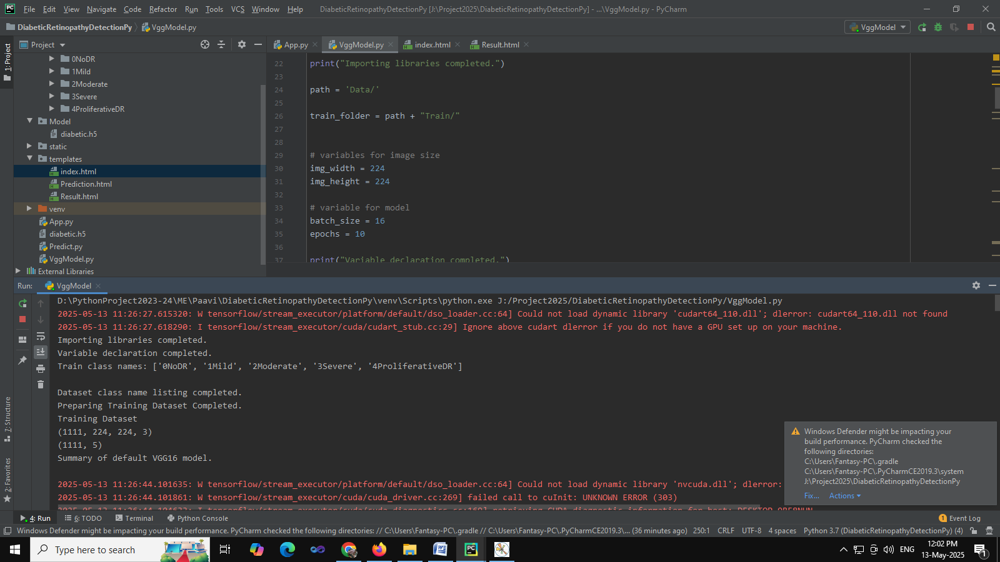 File Edit View Navigate Code Refactor Run Tools VCS Window Help DiabeticRetinopathyDetectionPy [J:\Project2025\DiabeticRetinopathyDetectionPy] - ...\VggModel.py - PyCharm
DiabeticRetinopathyDetectionPy VggModel.py VggModel
1: Project
Project
0NoDR
1Mild
2Moderate
3Severe
4ProliferativeDR
Model
diabetic.h5
static
templates
index.html
Prediction.html
Result.html
venv
App.py
diabetic.h5
Predict.py
VggModel.py
External Libraries
App.py VggModel.py index.html Result.html
22 print("Importing libraries completed.")
23
24 path = 'Data/'
25
26 train_folder = path + "Train/"
27
28
29 # variables for image size
30 img_width = 224
31 img_height = 224
32
33 # variable for model
34 batch_size = 16
35 epochs = 10
36
37 print("Variable declaration completed.")
Run: VggModel
D:\PythonProject2023-24\ME\Paavi\DiabeticRetinopathyDetectionPy\venv\Scripts\python.exe J:/Project2025/DiabeticRetinopathyDetectionPy/VggModel.py
2025-05-13 11:26:27.615320: W tensorflow/stream_executor/platform/default/dso_loader.cc:64] Could not load dynamic library 'cudart64_110.dll'; dlerror: cudart64_110.dll not found
2025-05-13 11:26:27.618290: I tensorflow/stream_executor/cuda/cudart_stub.cc:29] Ignore above cudart dlerror if you do not have a GPU set up on your machine.
Importing libraries completed.
Variable declaration completed.
Train class names: ['0NoDR', '1Mild', '2Moderate', '3Severe', '4ProliferativeDR']
Dataset class name listing completed.
Preparing Training Dataset Completed.
Training Dataset
(1111, 224, 224, 3)
(1111, 5)
Summary of default VGG16 model.
2025-05-13 11:26:44.101635: W tensorflow/stream_executor/platform/default/dso_loader.cc:64] Could not load dynamic library 'nvcuda.dll'; dlerror:
2025-05-13 11:26:44.101861: W tensorflow/stream_executor/cuda/cuda_driver.cc:269] failed call to cuInit: UNKNOWN ERROR (303)
7: Structure
2: Favorites
Windows Defender might be impacting your
build performance. PyCharm checked the
following directories:
C:\Users\Fantasy-PC\.gradle
C:\Users\Fantasy-PC\.PyCharmCE2019.3\system
J:\Project2025\DiabeticRetinopathyDetectionPy
Fix... Actions
4: Run 6: TODO Terminal Python Console 1 Event Log
Windows Defender might be impacting your build performance. PyCharm checked the following directories: // C:\Users\Fantasy-PC\.gradle // C:\Users\Fantasy-PC\.PyCharmCE2019.3\... (36 minutes ago) 250:1 CRLF UTF-8 4 spaces Python 3.7 (DiabeticRetinopathyDetectionPy) (4)
Type here to search
ENG
12:02 PM
13-May-2025
1